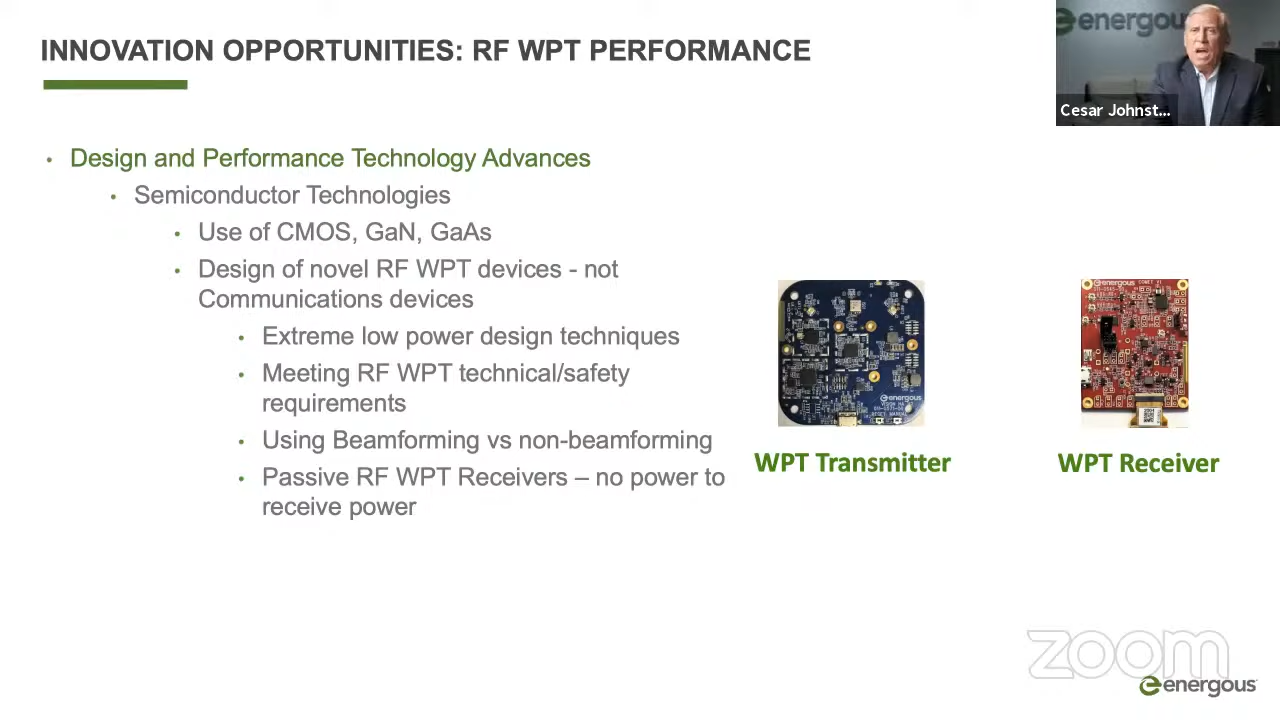 INNOVATION OPPORTUNITIES: RF WPT PERFORMANCE
energous
Cesar Johnst...
• Design and Performance Technology Advances
• Semiconductor Technologies
• Use of CMOS, GaN, GaAs
• Design of novel RF WPT devices - not
Communications devices
• Extreme low power design techniques
• Meeting RF WPT technical/safety
requirements
• Using Beamforming vs non-beamforming
• Passive RF WPT Receivers – no power to
receive power
energous
energous
WPT Transmitter
WPT Receiver
zoom
energous